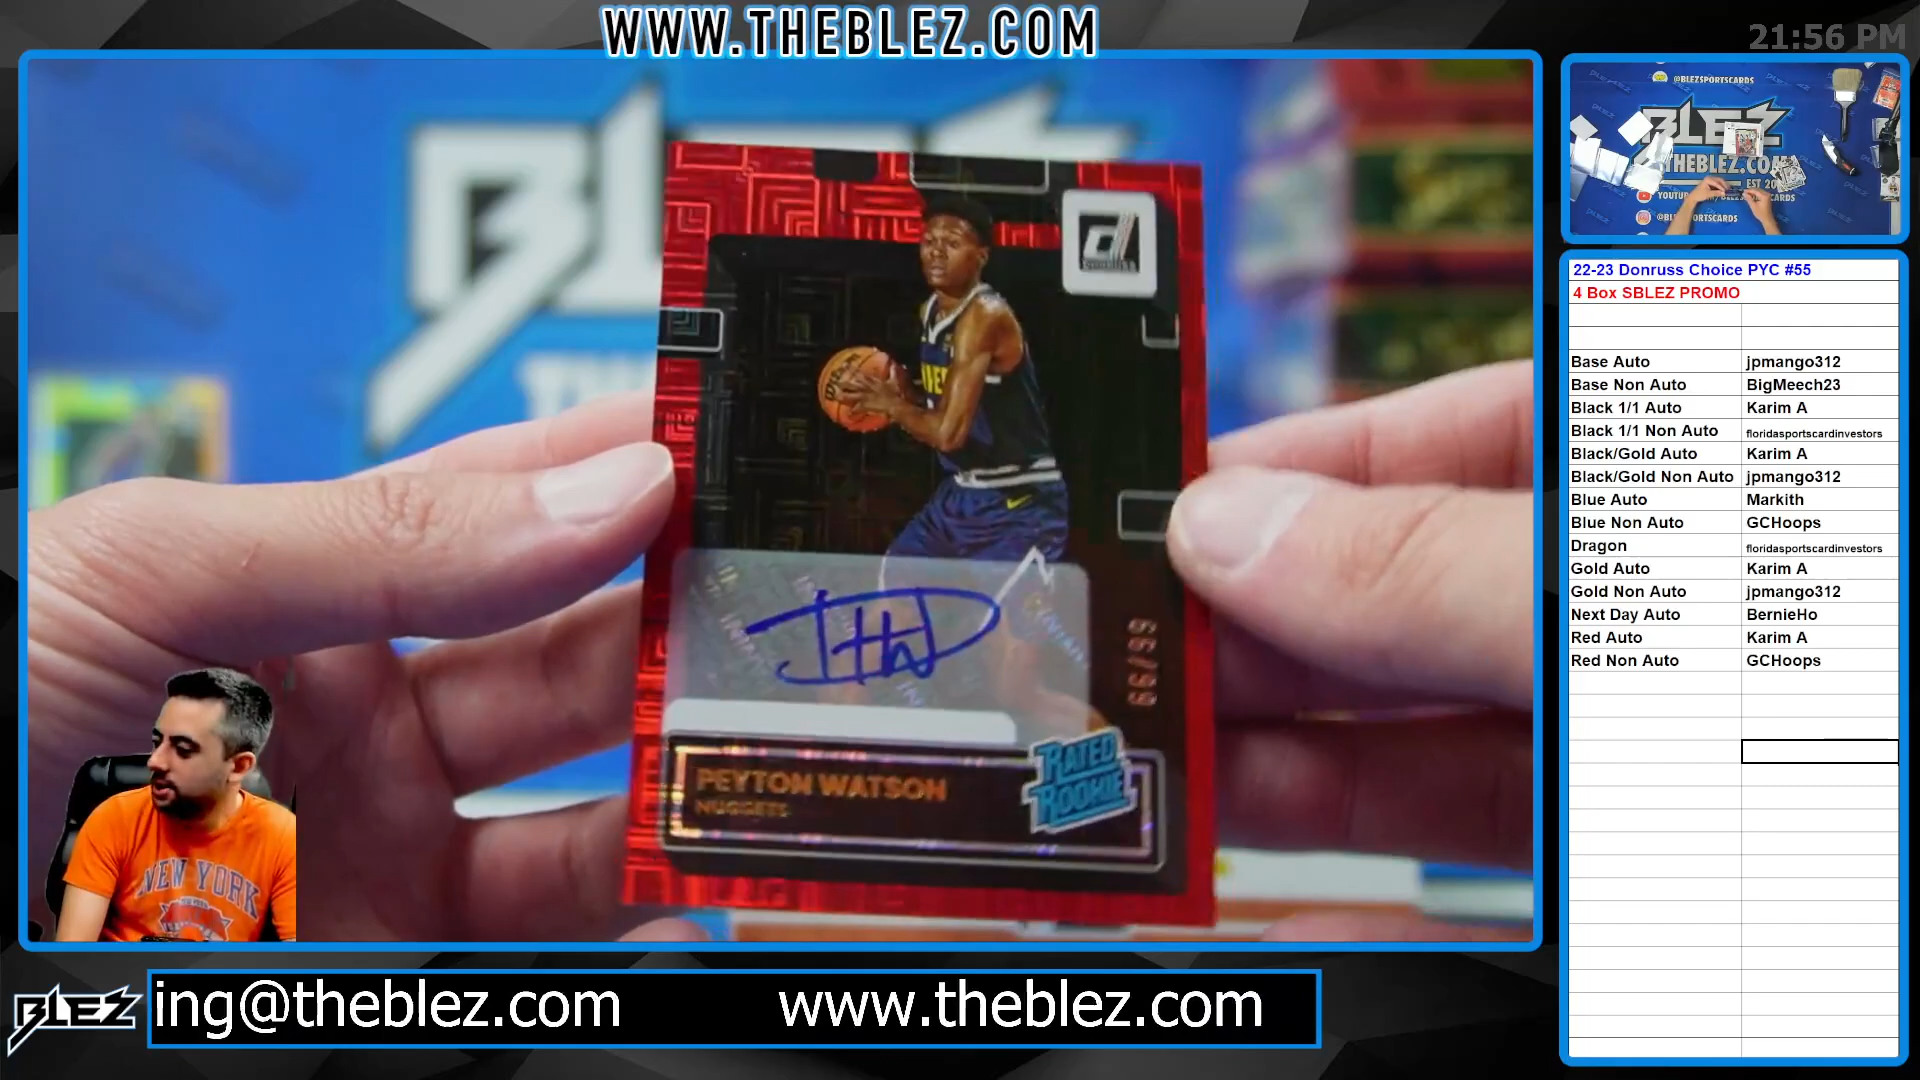 WWW.THEBLEZ.COM
21:56 PM
@BLEZSPORTSCARDS
BLEZ
THEBLEZ.COM
PEYTON WATSON
NUGGETS
RATED
ROOKIE
66/99
DONRUSS
NEW YORK
22-23 Donruss Choice PYC #55
4 Box SBLEZ PROMO
Base Auto jpmango312
Base Non Auto BigMeech23
Black 1/1 Auto Karim A
Black 1/1 Non Auto floridasportscardinvestors
Black/Gold Auto Karim A
Black/Gold Non Auto jpmango312
Blue Auto Markith
Blue Non Auto GCHoops
Dragon floridasportscardinvestors
Gold Auto Karim A
Gold Non Auto jpmango312
Next Day Auto BernieHo
Red Auto Karim A
Red Non Auto GCHoops
BLEZ
ing@theblez.com www.theblez.com